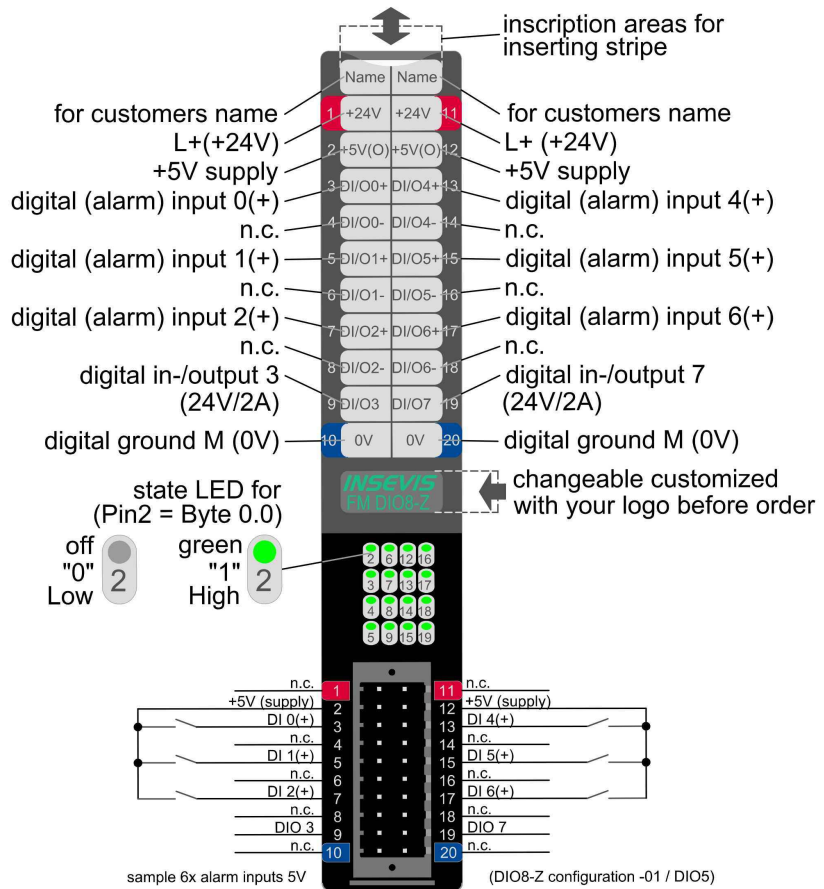 inscription areas for
inserting stripe
Name Name
for customers name
for customers name
1 +24V +24V 11
L+(+24V)
L+ (+24V)
2 +5V(O) +5V(O) 12
+5V supply
+5V supply
3 DI/O0+ DI/O4+ 13
digital (alarm) input 0(+)
digital (alarm) input 4(+)
4 DI/O0- DI/O4- 14
n.c.
n.c.
5 DI/O1+ DI/O5+ 15
digital (alarm) input 1(+)
digital (alarm) input 5(+)
6 DI/O1- DI/O5- 16
n.c.
n.c.
7 DI/O2+ DI/O6+ 17
digital (alarm) input 2(+)
digital (alarm) input 6(+)
8 DI/O2- DI/O6- 18
n.c.
n.c.
9 DI/O3 DI/O7 19
digital in-/output 3
(24V/2A)
digital in-/output 7
(24V/2A)
digital ground M (0V) 10 0V 0V 20 digital ground M (0V)
INSEVIS
FM DIO8-Z
changeable customized
with your logo before order
state LED for
(Pin2 = Byte 0.0)
off
"0"
Low
2
green
"1"
High
2
2 6 12 16
3 7 13 17
4 8 14 18
5 9 15 19
n.c. 1 11 n.c.
+5V (supply) 2 12 +5V (supply)
DI 0(+) 3 13 DI 4(+)
n.c. 4 14 n.c.
DI 1(+) 5 15 DI 5(+)
n.c. 6 16 n.c.
DI 2(+) 7 17 DI 6(+)
n.c. 8 18 n.c.
DIO 3 9 19 DIO 7
n.c. 10 20 n.c.
sample 6x alarm inputs 5V
(DIO8-Z configuration -01 / DIO5)